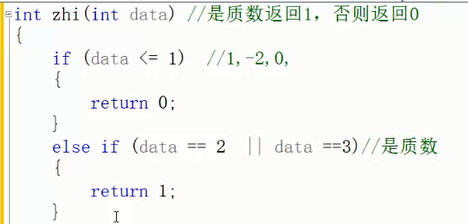 int zhi(int data) //是质数返回1，否则返回0
{
if (data <= 1)  //1,-2,0,
{
return 0;
}
else if (data == 2  || data ==3)//是质数
{
return 1;
}